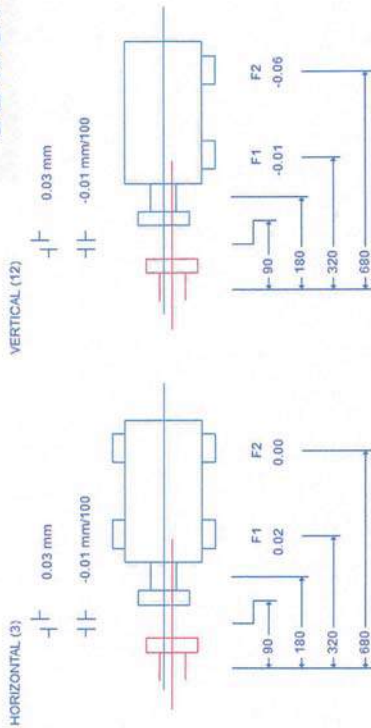 HORIZONTAL (3)
0.03 mm
-0.01 mm/100
F1
F2
0.02
0.00
90
180
320
680
VERTICAL (12)
0.03 mm
-0.01 mm/100
F1
F2
-0.01
-0.06
90
180
320
680